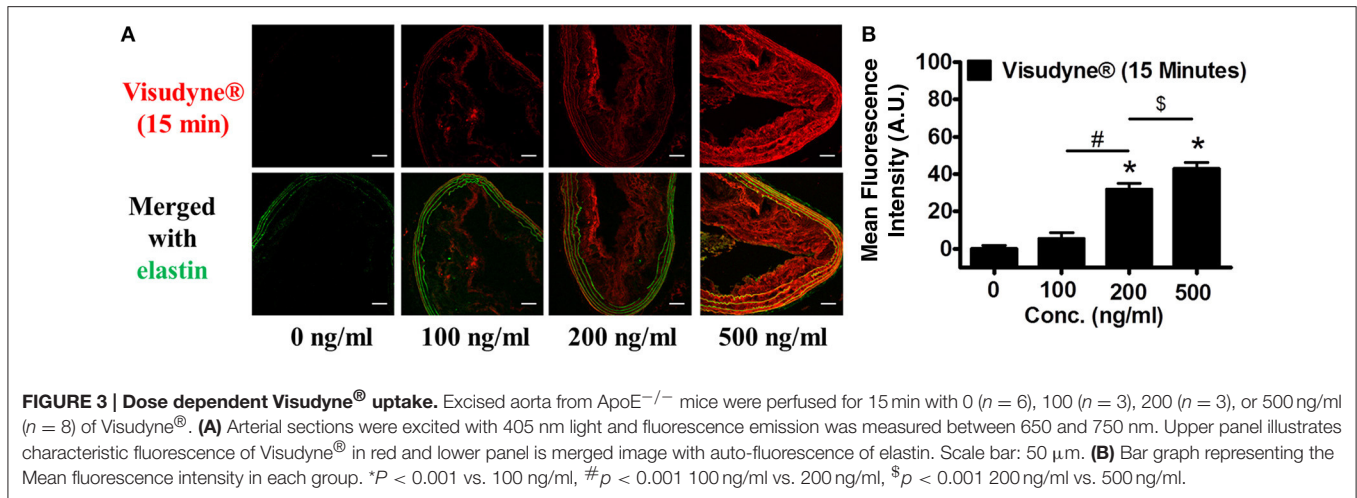 A
Visudyne®
(15 min)
Merged
with
elastin
0 ng/ml 100 ng/ml 200 ng/ml 500 ng/ml
B
Mean Fluorescence
Intensity (A.U.)
100
80
60
40
20
0
Visudyne® (15 Minutes)
#
$
*
*
0 100 200 500
Conc. (ng/ml)
FIGURE 3 | Dose dependent Visudyne® uptake. Excised aorta from ApoE−/− mice were perfused for 15 min with 0 (n = 6), 100 (n = 3), 200 (n = 3), or 500 ng/ml
(n = 8) of Visudyne®. (A) Arterial sections were excited with 405 nm light and fluorescence emission was measured between 650 and 750 nm. Upper panel illustrates
characteristic fluorescence of Visudyne® in red and lower panel is merged image with auto-fluorescence of elastin. Scale bar: 50 μm. (B) Bar graph representing the
Mean fluorescence intensity in each group. *P < 0.001 vs. 100 ng/ml, #p < 0.001 100 ng/ml vs. 200 ng/ml, $p < 0.001 200 ng/ml vs. 500 ng/ml.